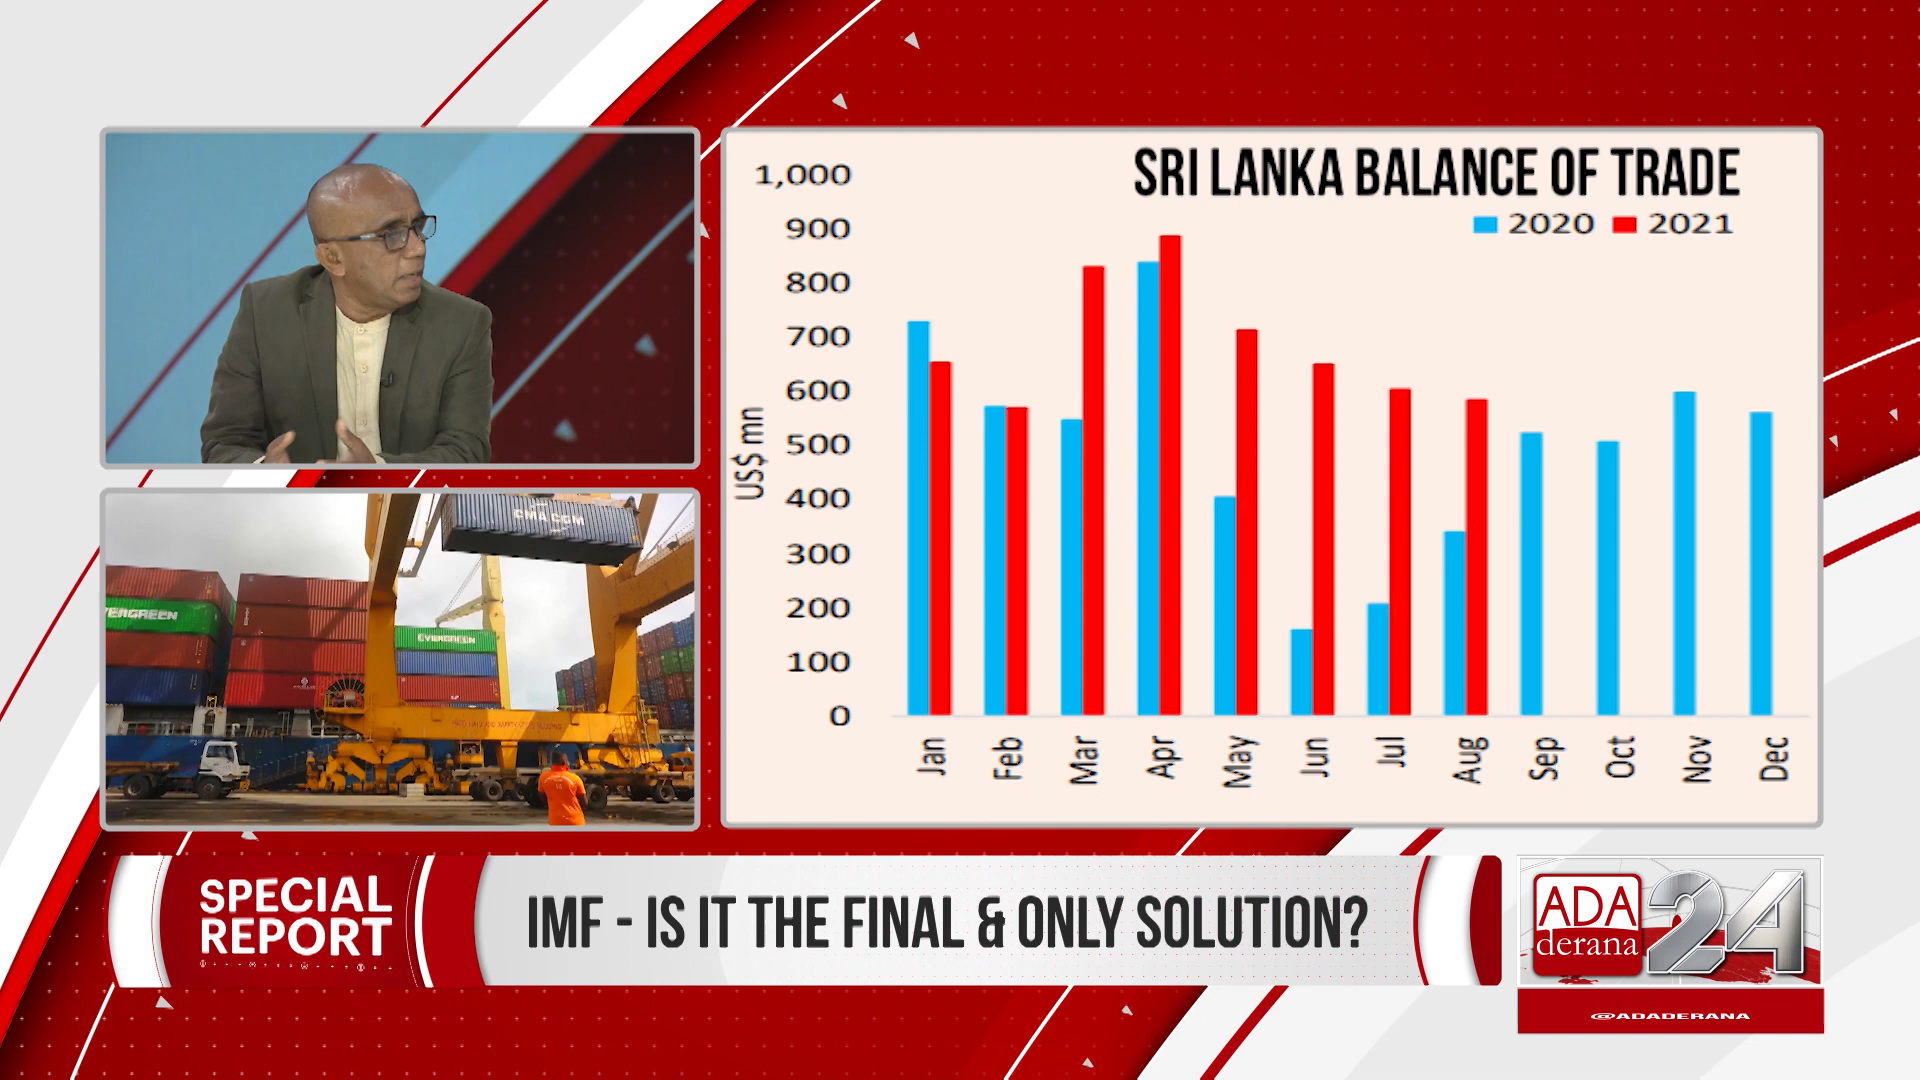 SRI LANKA BALANCE OF TRADE
2020 2021
1,000
900
800
700
600
500
400
300
200
100
0
US$ mn
Jan Feb Mar Apr May Jun Jul Aug Sep Oct Nov Dec
CMA CGM
EVERGREEN
SPECIAL
REPORT
IMF - IS IT THE FINAL & ONLY SOLUTION?
ADA
derana
24
@ADADERANA